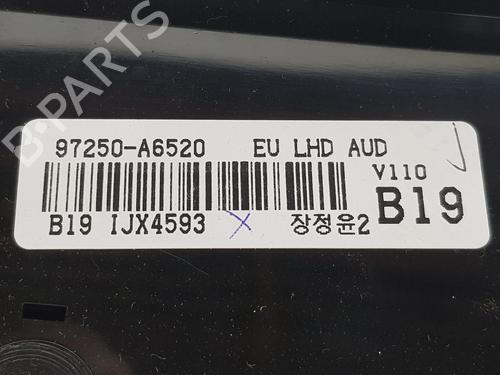 B-PARTS
97250-A6520 EU LHD AUD
V110
B19
B19 IJX4593 장정윤2